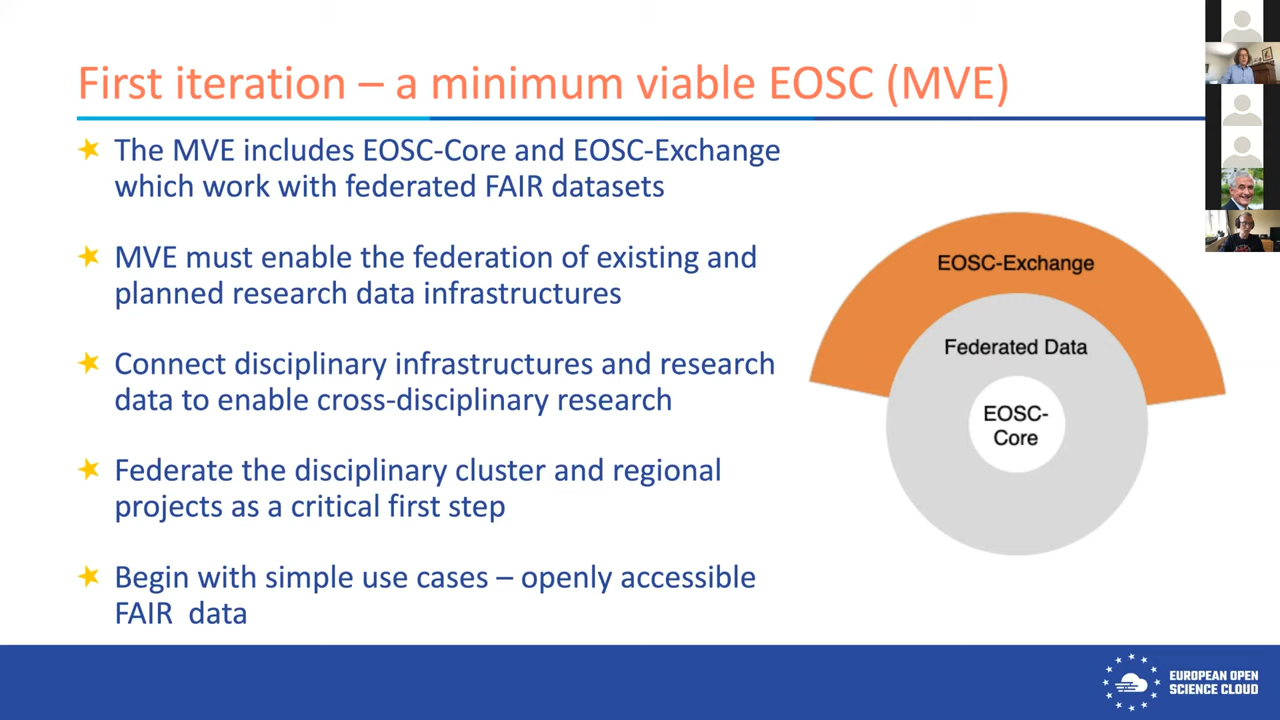 First iteration – a minimum viable EOSC (MVE)
The MVE includes EOSC-Core and EOSC-Exchange
which work with federated FAIR datasets
MVE must enable the federation of existing and
planned research data infrastructures
Connect disciplinary infrastructures and research
data to enable cross-disciplinary research
Federate the disciplinary cluster and regional
projects as a critical first step
Begin with simple use cases – openly accessible
FAIR  data
EOSC-Exchange
Federated Data
EOSC-
Core
EUROPEAN OPEN
SCIENCE CLOUD